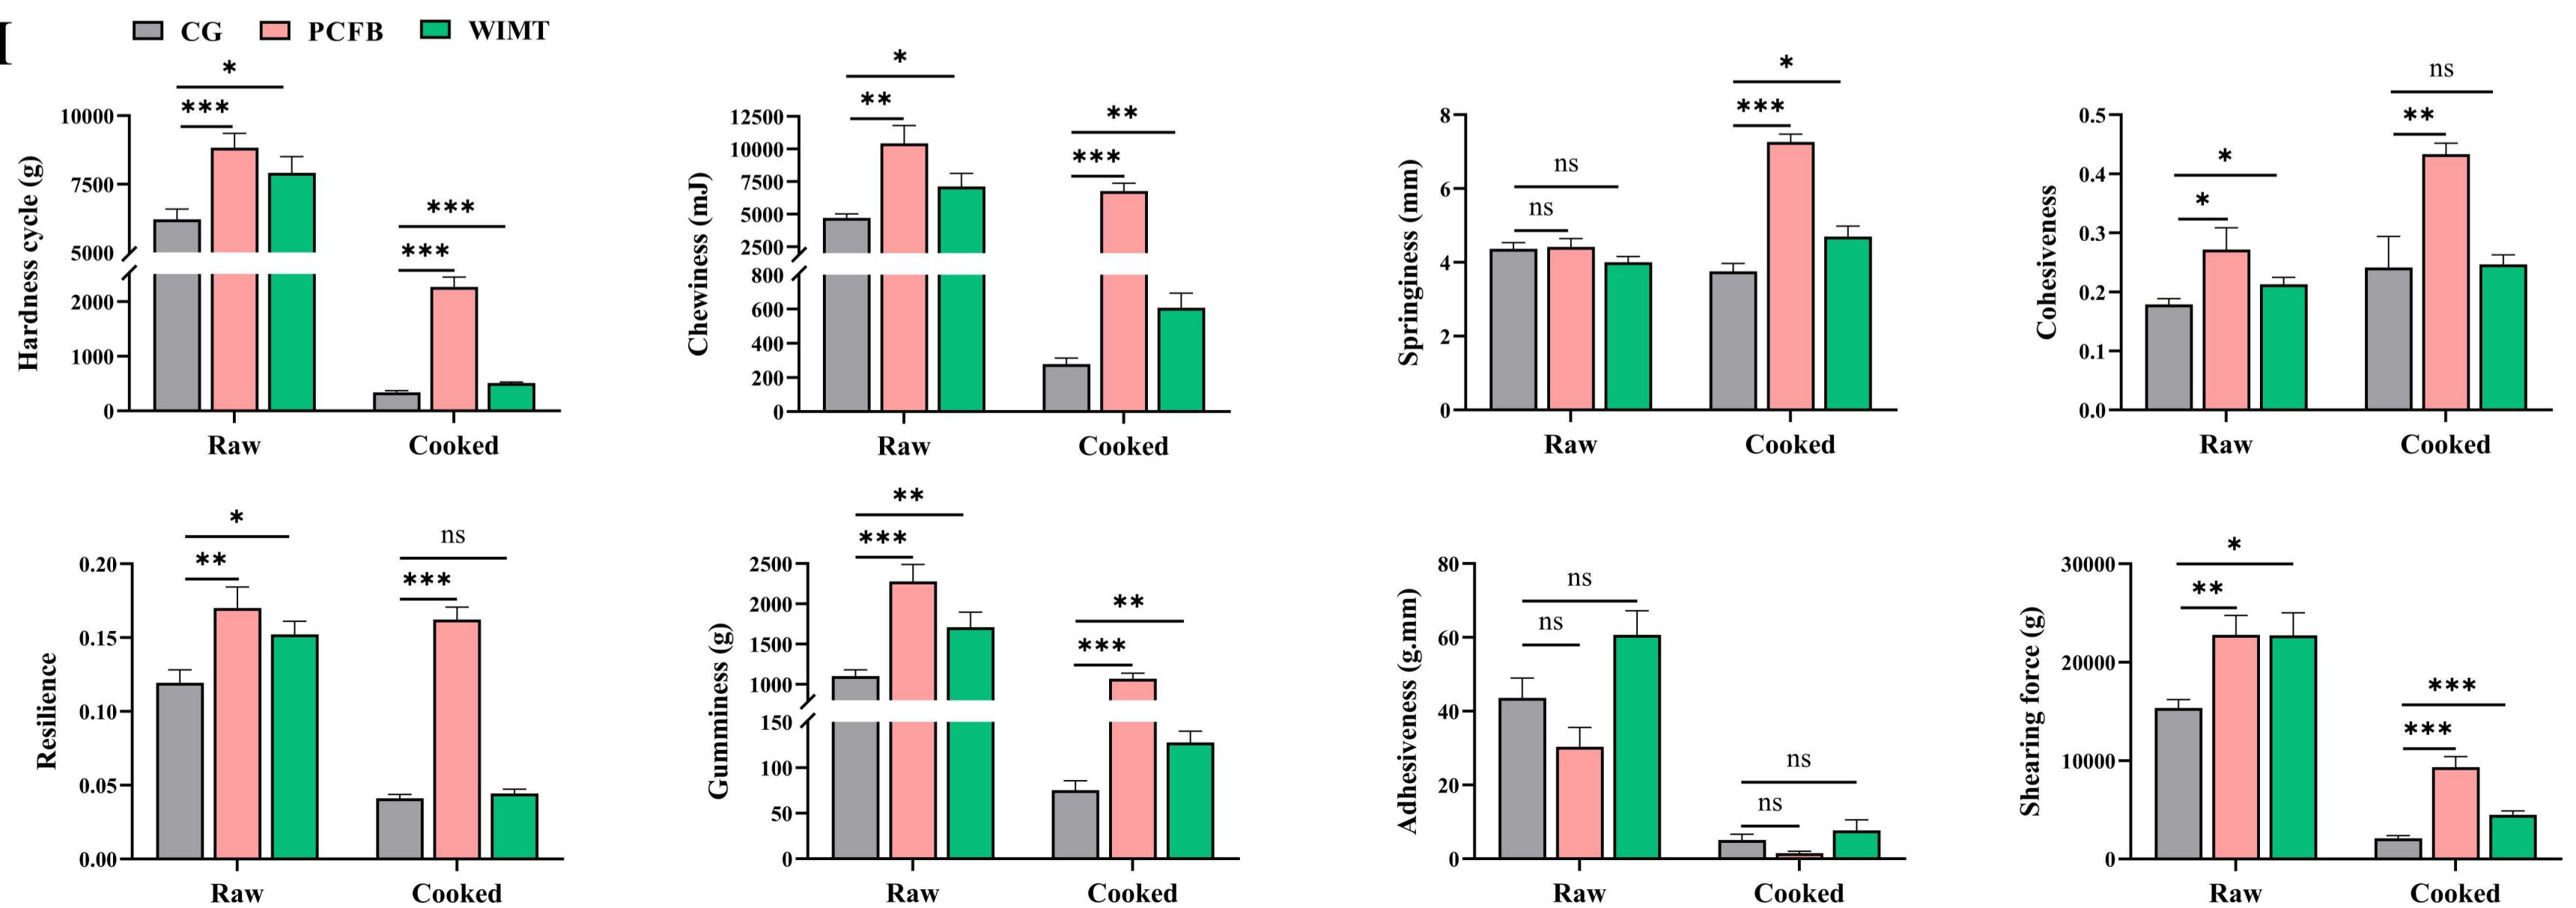 I
CG PCFB WIMT
Hardness cycle (g)
10000
7500
5000
2000
1000
0
*
***
***
***
Raw Cooked
Chewiness (mJ)
12500
10000
7500
5000
2500
800
600
400
200
0
*
**
**
***
Raw Cooked
Springiness (mm)
8
6
4
2
0
ns
ns
*
***
Raw Cooked
Cohesiveness
0.5
0.4
0.3
0.2
0.1
0.0
*
*
ns
**
Raw Cooked
Resilience
0.20
0.15
0.10
0.05
0.00
*
**
ns
***
Raw Cooked
Gumminess (g)
2500
2000
1500
1000
150
100
50
0
**
***
**
***
Raw Cooked
Adhesiveness (g.mm)
80
60
40
20
0
ns
ns
ns
ns
Raw Cooked
Shearing force (g)
30000
20000
10000
0
*
**
***
***
Raw Cooked